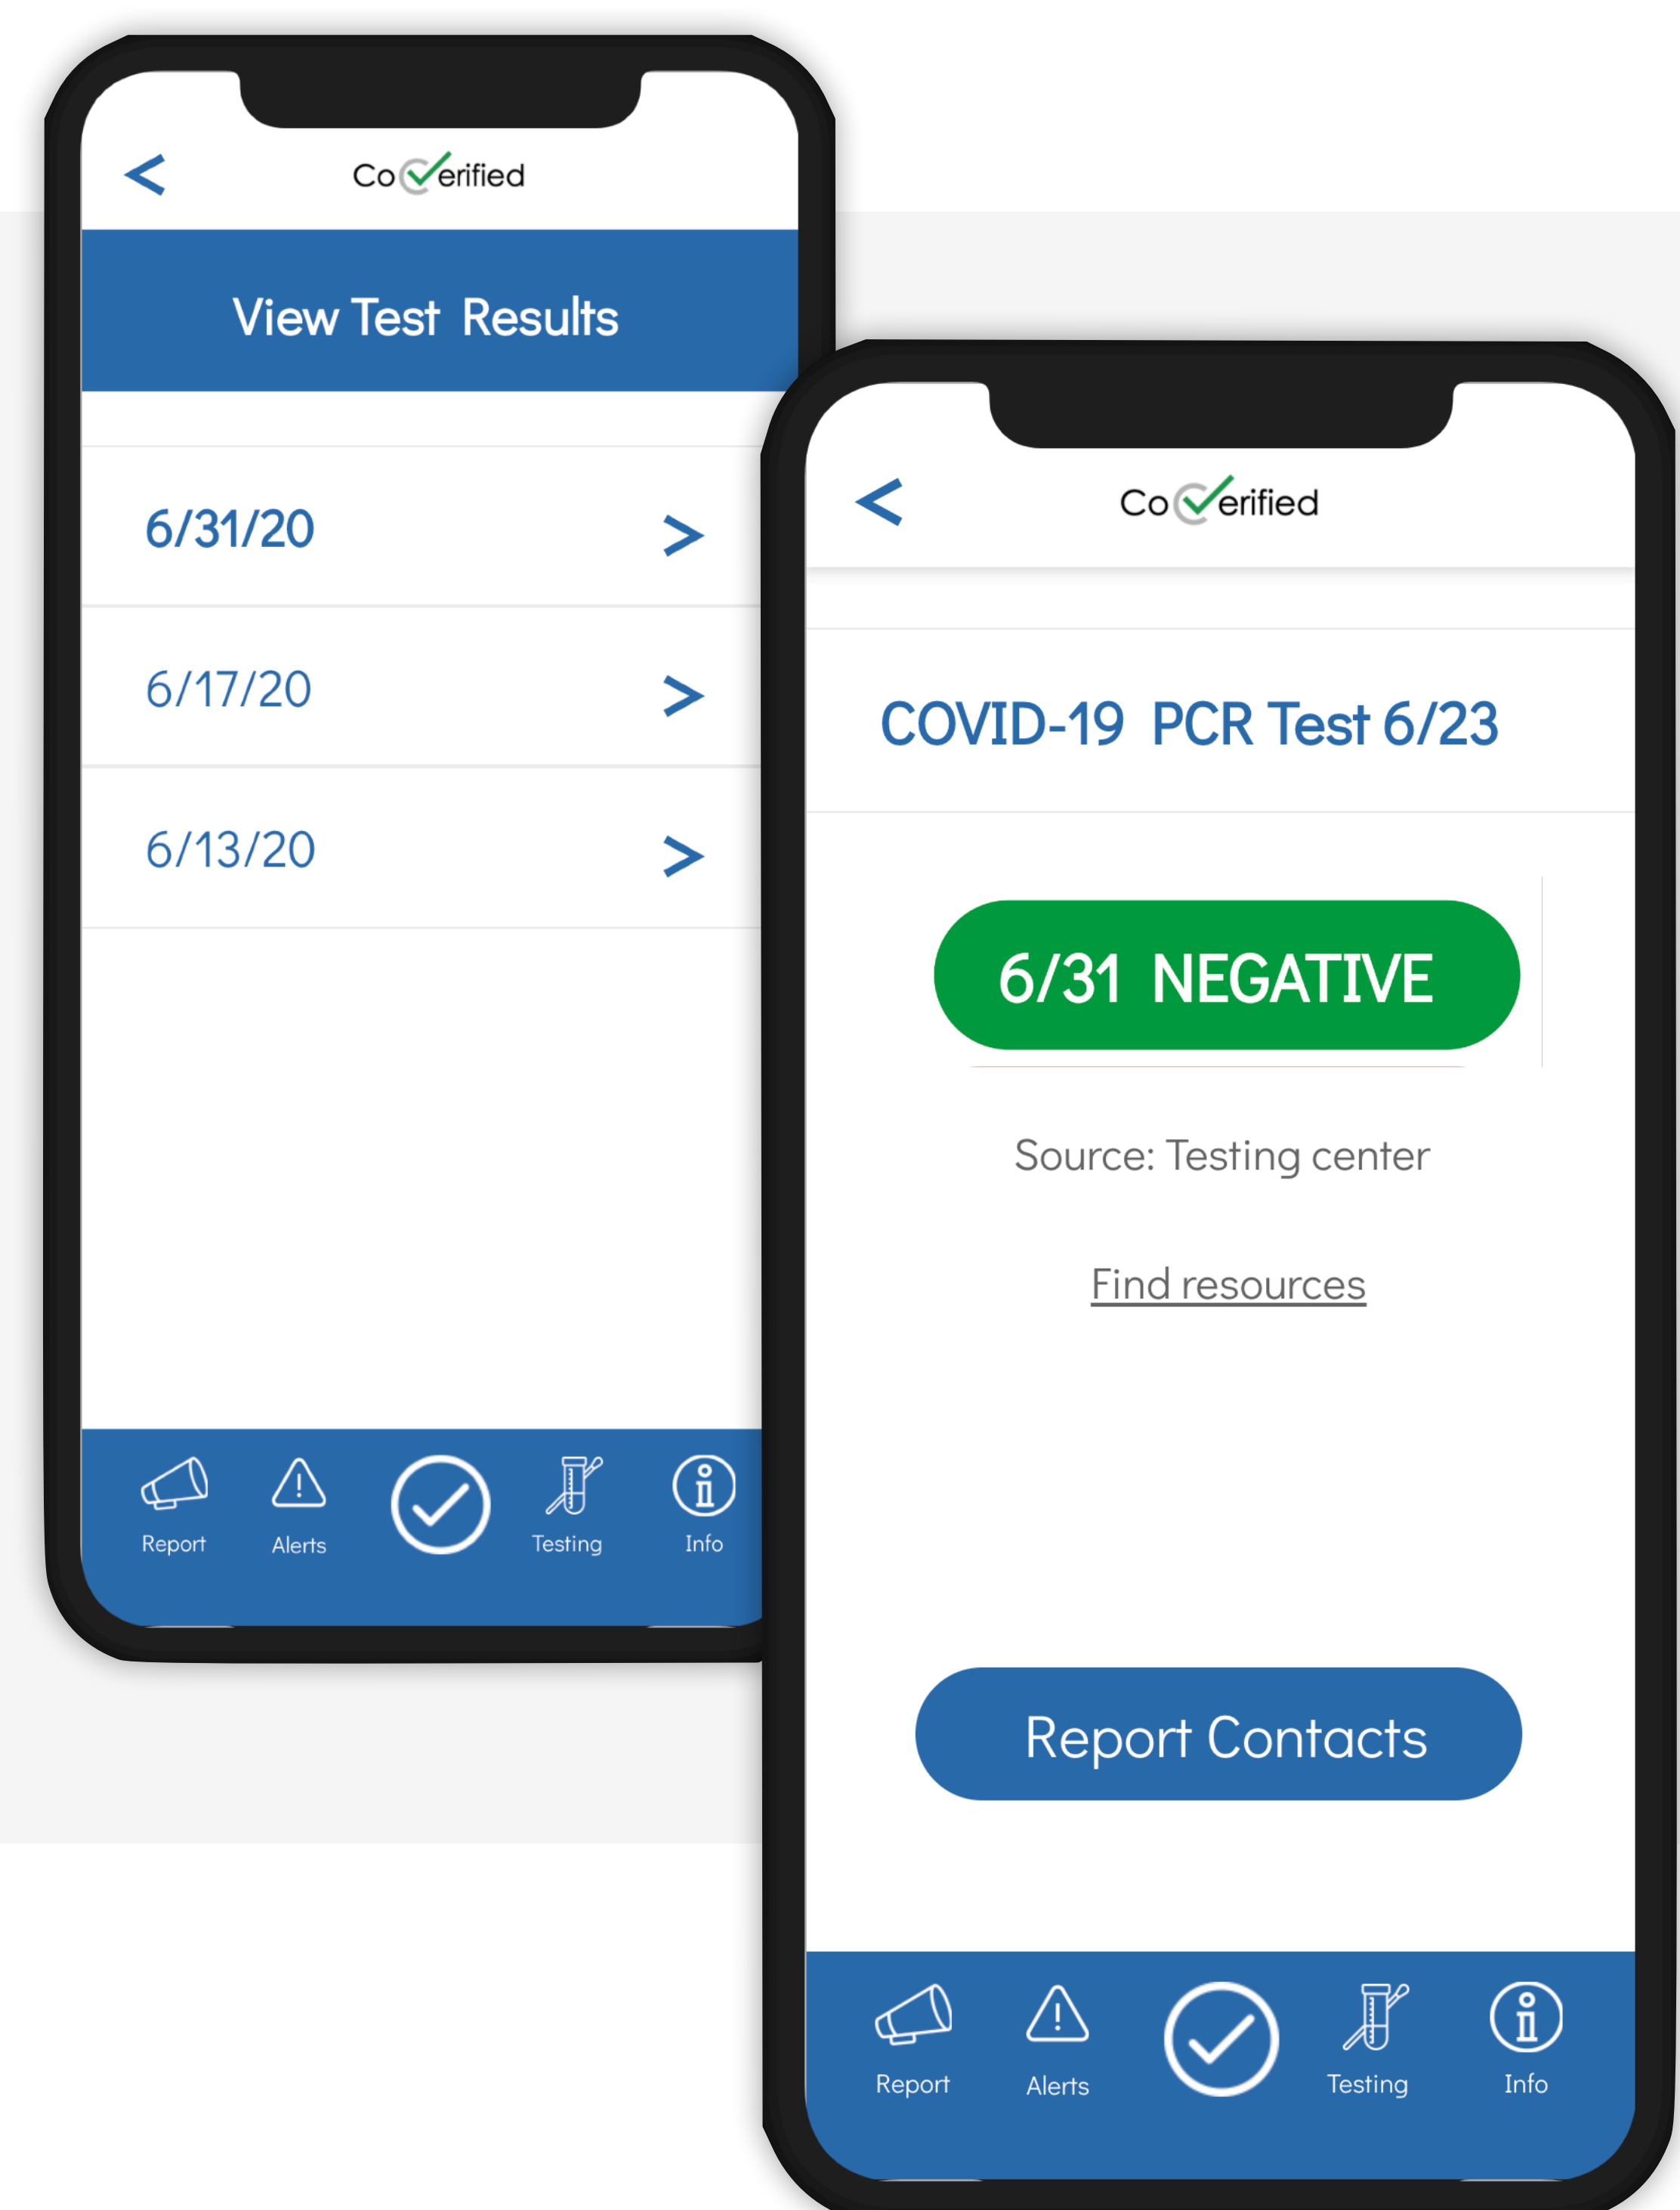 CoVerified
View Test Results
6/31/20
6/17/20
6/13/20
Report
Alerts
Testing
Info
CoVerified
COVID-19 PCR Test 6/23
6/31 NEGATIVE
Source: Testing center
Find resources
Report Contacts
Report
Alerts
Testing
Info